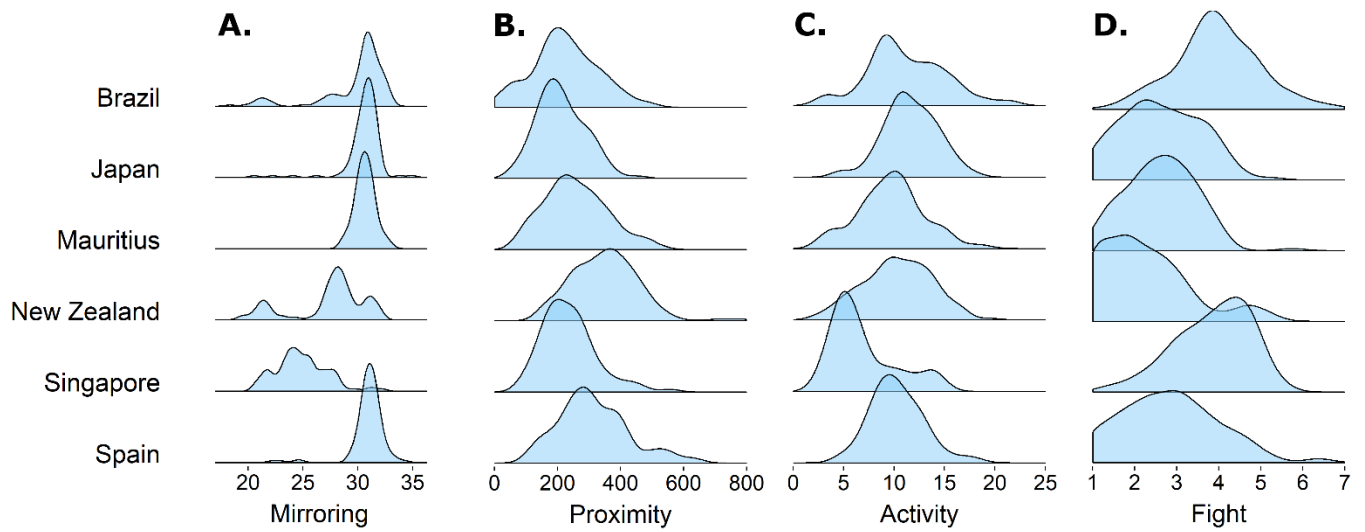 A.
B.
C.
D.
Brazil
Japan
Mauritius
New Zealand
Singapore
Spain
20 25 30 35
0 200 400 600 800
0 5 10 15 20 25
1 2 3 4 5 6 7
Mirroring
Proximity
Activity
Fight